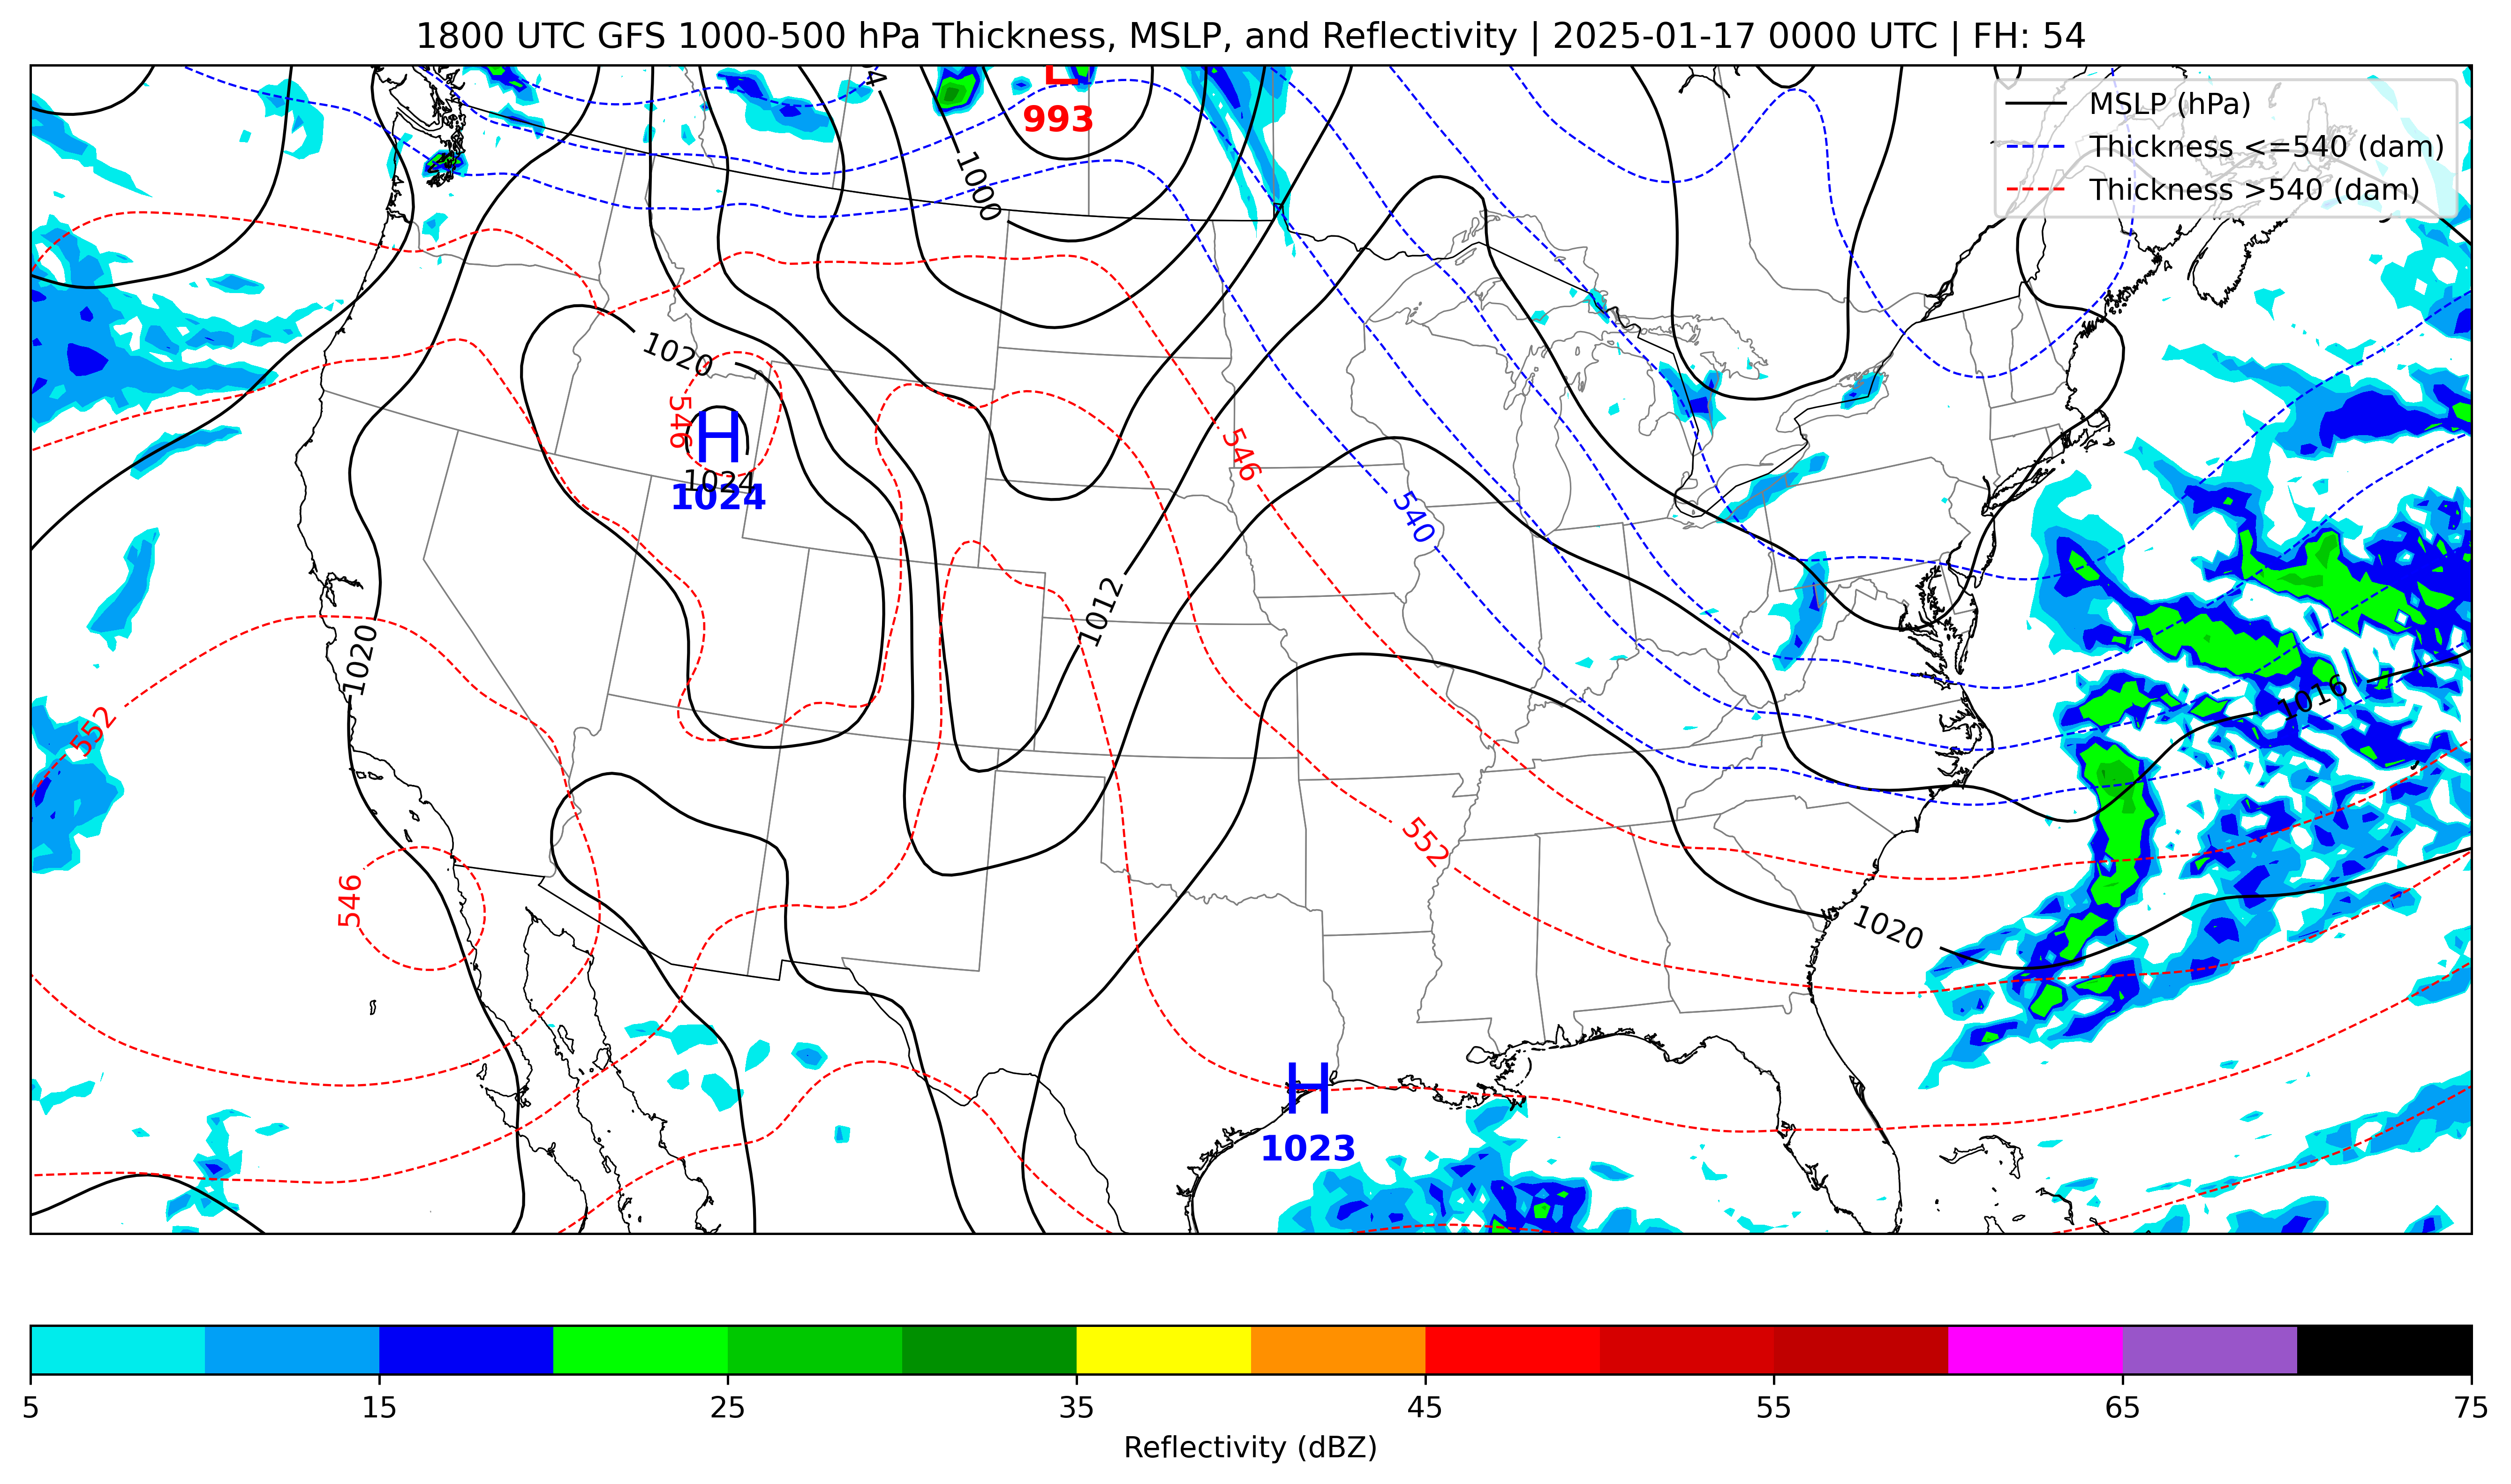 1800 UTC GFS 1000-500 hPa Thickness, MSLP, and Reflectivity | 2025-01-17 0000 UTC | FH: 54
MSLP (hPa)
Thickness <=540 (dam)
Thickness >540 (dam)
L
993
1000
1020
546
H
1024
1024
546
540
1012
1020
552
1016
552
546
1020
H
1023
5 15 25 35 45 55 65 75
Reflectivity (dBZ)